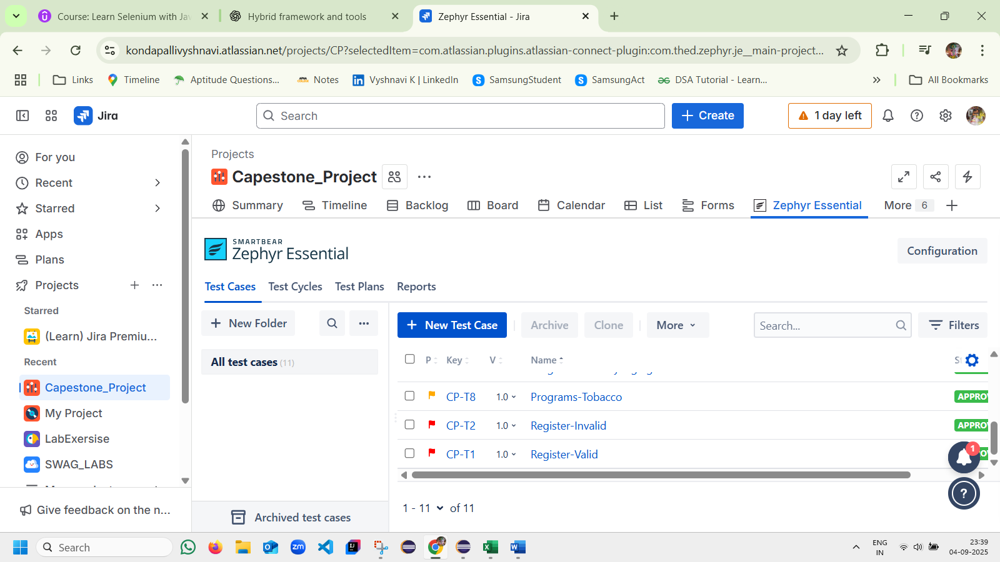 Course: Learn Selenium with Jav
Hybrid framework and tools
Zephyr Essential - Jira
kondapallivyshnavi.atlassian.net/projects/CP?selectedItem=com.atlassian.plugins.atlassian-connect-plugin:com.thed.zephyr.je__main-project...
Links
Timeline
Aptitude Questions...
Notes
Vyshnavi K | LinkedIn
SamsungStudent
SamsungAct
DSA Tutorial - Learn...
All Bookmarks
Jira
Search
Create
1 day left
For you
Recent
Starred
Apps
Plans
Projects
Starred
(Learn) Jira Premiu...
Recent
Capestone_Project
My Project
LabExersise
SWAG_LABS
Give feedback on the n...
Projects
Capestone_Project
Summary
Timeline
Backlog
Board
Calendar
List
Forms
Zephyr Essential
More 6
SMARTBEAR
Zephyr Essential
Configuration
Test Cases
Test Cycles
Test Plans
Reports
New Folder
All test cases (11)
Archived test cases
New Test Case
Archive
Clone
More
Search...
Filters
P Key V Name
CP-T8 1.0 Programs-Tobacco APPROV
CP-T2 1.0 Register-Invalid APPROV
CP-T1 1.0 Register-Valid
1
?
1 - 11 of 11
Search
ENG
IN
23:39
04-09-2025